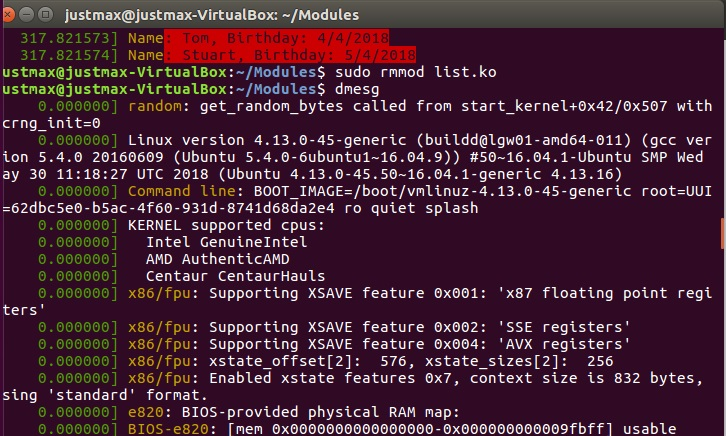 justmax@justmax-VirtualBox: ~/Modules
317.821573] Name: Tom, Birthday: 4/4/2018
317.821574] Name: Stuart, Birthday: 5/4/2018
ustmax@justmax-VirtualBox:~/Modules$ sudo rmmod list.ko
ustmax@justmax-VirtualBox:~/Modules$ dmesg
0.000000] random: get_random_bytes called from start_kernel+0x42/0x507 with
crng_init=0
0.000000] Linux version 4.13.0-45-generic (buildd@lgw01-amd64-011) (gcc ver
ion 5.4.0 20160609 (Ubuntu 5.4.0-6ubuntu1~16.04.9)) #50~16.04.1-Ubuntu SMP Wed
ay 30 11:18:27 UTC 2018 (Ubuntu 4.13.0-45.50~16.04.1-generic 4.13.16)
0.000000] Command line: BOOT_IMAGE=/boot/vmlinuz-4.13.0-45-generic root=UUI
=62dbc5e0-b5ac-4f60-931d-8741d68da2e4 ro quiet splash
0.000000] KERNEL supported cpus:
0.000000]   Intel GenuineIntel
0.000000]   AMD AuthenticAMD
0.000000]   Centaur CentaurHauls
0.000000] x86/fpu: Supporting XSAVE feature 0x001: 'x87 floating point regi
ters'
0.000000] x86/fpu: Supporting XSAVE feature 0x002: 'SSE registers'
0.000000] x86/fpu: Supporting XSAVE feature 0x004: 'AVX registers'
0.000000] x86/fpu: xstate_offset[2]:  576, xstate_sizes[2]:  256
0.000000] x86/fpu: Enabled xstate features 0x7, context size is 832 bytes,
sing 'standard' format.
0.000000] e820: BIOS-provided physical RAM map:
0.000000] BIOS-e820: [mem 0x0000000000000000-0x000000000009fbff] usable